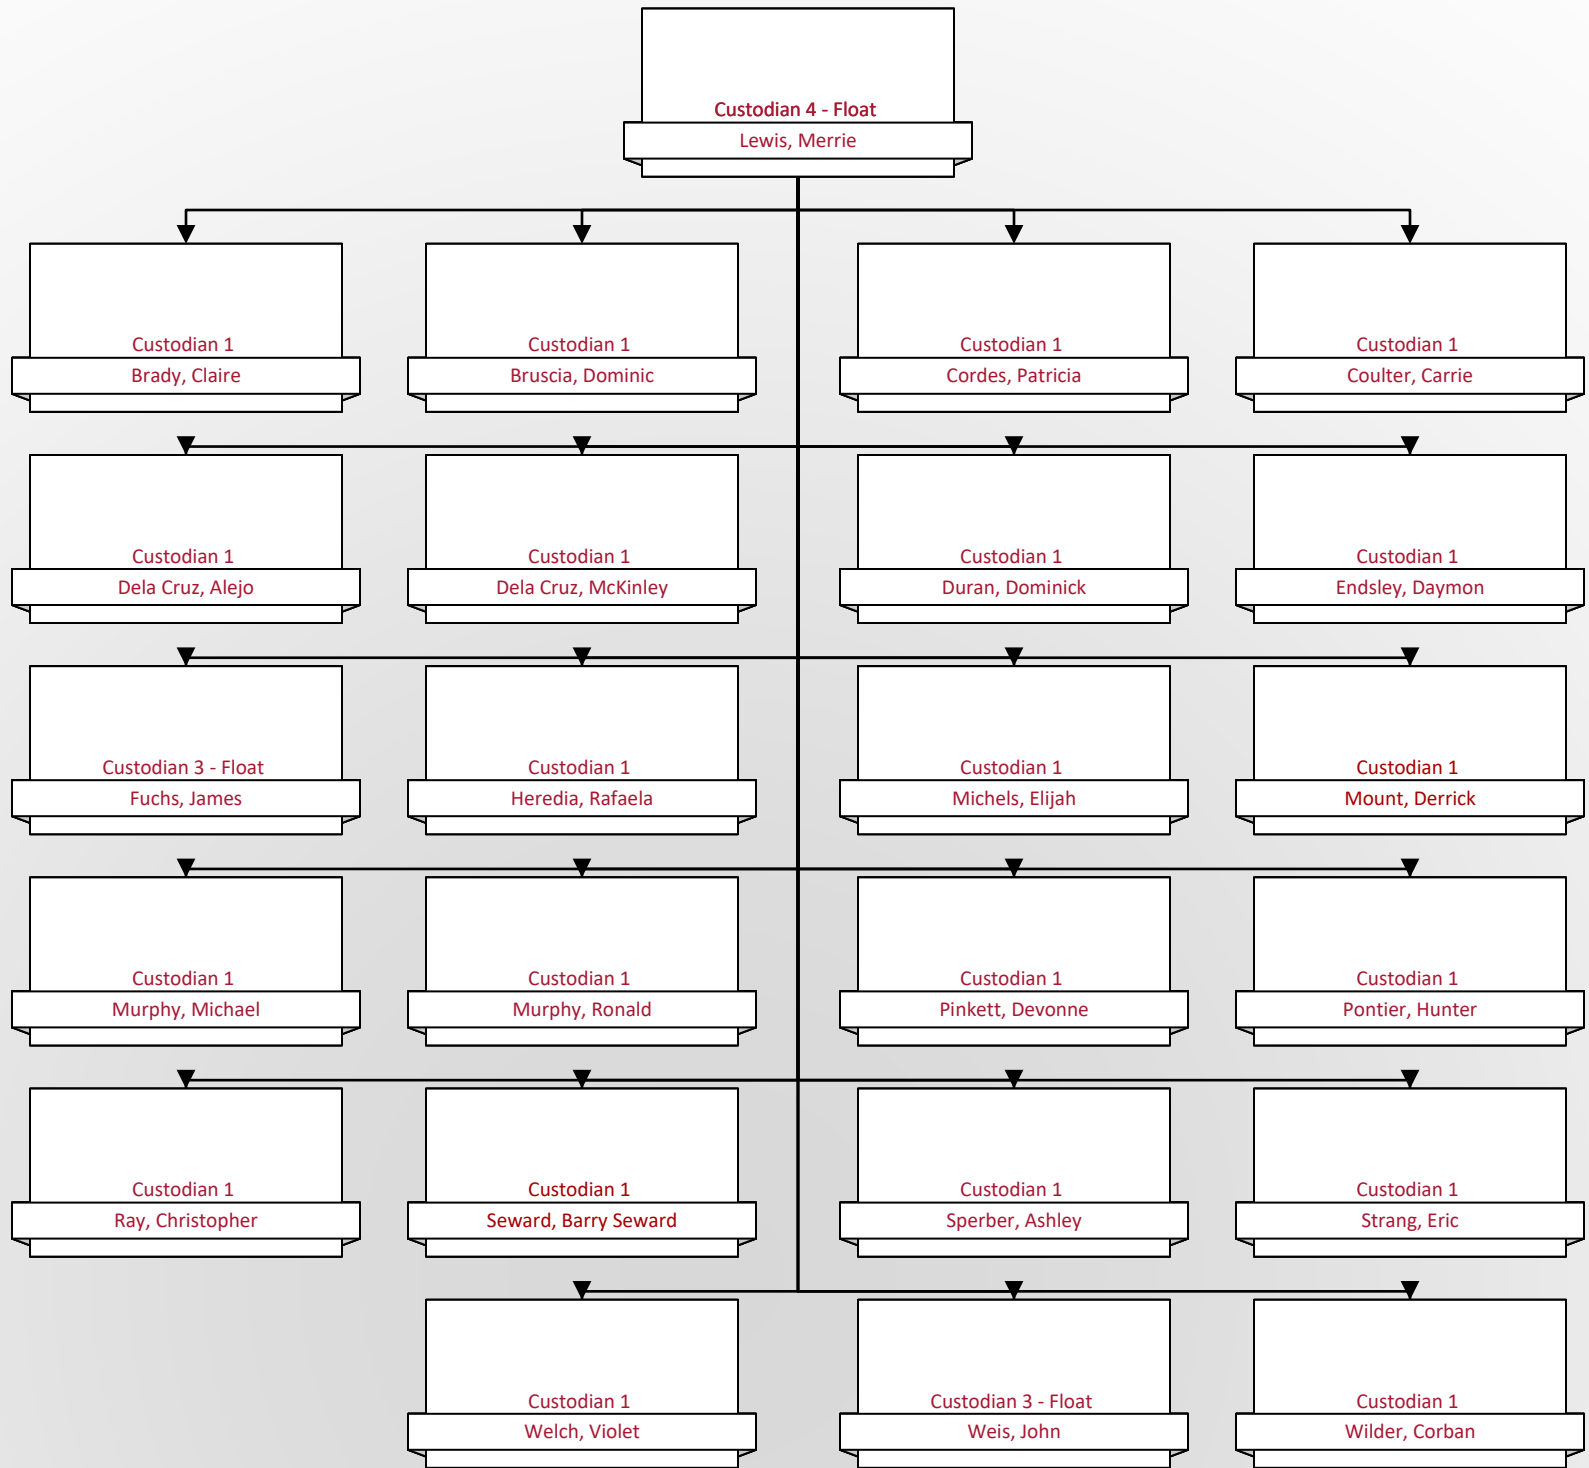 Custodian 4 - Float
Lewis, Merrie
Custodian 1
Brady, Claire
Custodian 1
Bruscia, Dominic
Custodian 1
Cordes, Patricia
Custodian 1
Coulter, Carrie
Custodian 1
Dela Cruz, Alejo
Custodian 1
Dela Cruz, McKinley
Custodian 1
Duran, Dominick
Custodian 1
Endsley, Daymon
Custodian 3 - Float
Fuchs, James
Custodian 1
Heredia, Rafaela
Custodian 1
Michels, Elijah
Custodian 1
Mount, Derrick
Custodian 1
Murphy, Michael
Custodian 1
Murphy, Ronald
Custodian 1
Pinkett, Devonne
Custodian 1
Pontier, Hunter
Custodian 1
Ray, Christopher
Custodian 1
Seward, Barry Seward
Custodian 1
Sperber, Ashley
Custodian 1
Strang, Eric
Custodian 1
Welch, Violet
Custodian 3 - Float
Weis, John
Custodian 1
Wilder, Corban